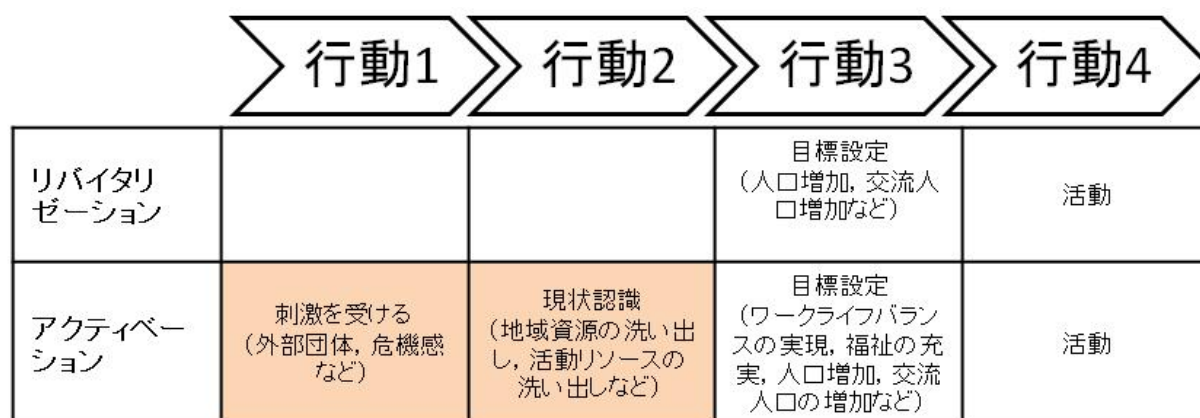 行動1
行動2
行動3
行動4
リバイタリ
ゼーション
目標設定
(人口増加, 交流人
口増加など)
活動
アクティベー
ション
刺激を受ける
(外部団体, 危機感
など)
現状認識
(地域資源の洗い出
し, 活動リソースの
洗い出しなど)
目標設定
(ワークライフバラン
スの実現, 福祉の充
実, 人口増加, 交流
人口の増加など)
活動